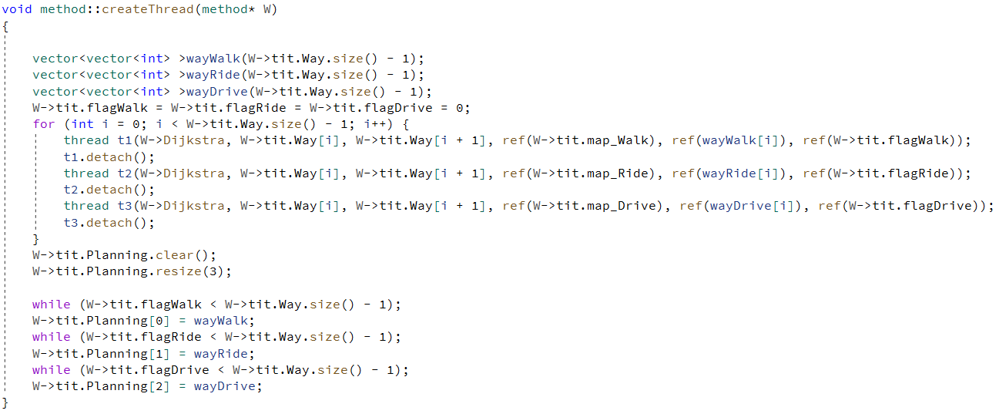 void method::createThread(method* W)
{
vector<vector<int> >wayWalk(W->tit.Way.size() - 1);
vector<vector<int> >wayRide(W->tit.Way.size() - 1);
vector<vector<int> >wayDrive(W->tit.Way.size() - 1);
W->tit.flagWalk = W->tit.flagRide = W->tit.flagDrive = 0;
for (int i = 0; i < W->tit.Way.size() - 1; i++) {
thread t1(W->Dijkstra, W->tit.Way[i], W->tit.Way[i + 1], ref(W->tit.map_Walk), ref(wayWalk[i]), ref(W->tit.flagWalk));
t1.detach();
thread t2(W->Dijkstra, W->tit.Way[i], W->tit.Way[i + 1], ref(W->tit.map_Ride), ref(wayRide[i]), ref(W->tit.flagRide));
t2.detach();
thread t3(W->Dijkstra, W->tit.Way[i], W->tit.Way[i + 1], ref(W->tit.map_Drive), ref(wayDrive[i]), ref(W->tit.flagDrive));
t3.detach();
}
W->tit.Planning.clear();
W->tit.Planning.resize(3);
while (W->tit.flagWalk < W->tit.Way.size() - 1);
W->tit.Planning[0] = wayWalk;
while (W->tit.flagRide < W->tit.Way.size() - 1);
W->tit.Planning[1] = wayRide;
while (W->tit.flagDrive < W->tit.Way.size() - 1);
W->tit.Planning[2] = wayDrive;
}